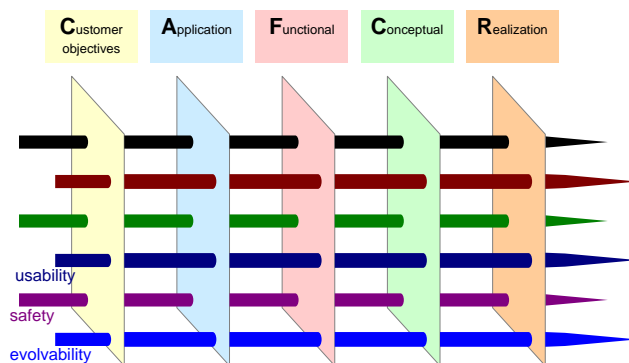 Customer
objectives
Application
Functional
Conceptual
Realization
usability
safety
evolvability